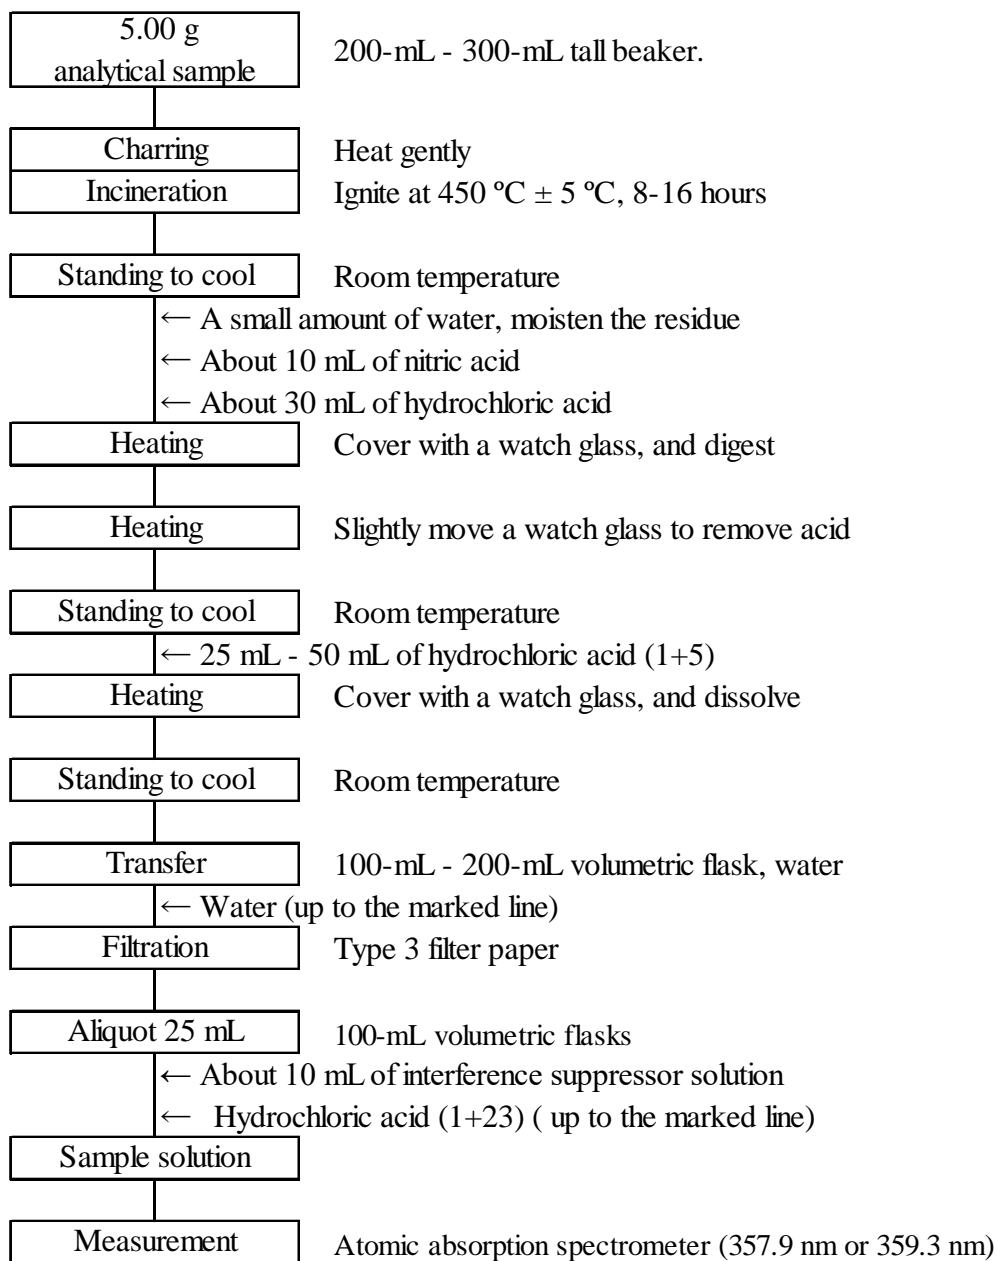 5.00 g
analytical sample
200-mL - 300-mL tall beaker.
Charring
Heat gently
Incineration
Ignite at 450 ºC ± 5 ºC, 8-16 hours
Standing to cool
Room temperature
← A small amount of water, moisten the residue
← About 10 mL of nitric acid
← About 30 mL of hydrochloric acid
Heating
Cover with a watch glass, and digest
Heating
Slightly move a watch glass to remove acid
Standing to cool
Room temperature
← 25 mL - 50 mL of hydrochloric acid (1+5)
Heating
Cover with a watch glass, and dissolve
Standing to cool
Room temperature
Transfer
100-mL - 200-mL volumetric flask, water
← Water (up to the marked line)
Filtration
Type 3 filter paper
Aliquot 25 mL
100-mL volumetric flasks
← About 10 mL of interference suppressor solution
← Hydrochloric acid (1+23) ( up to the marked line)
Sample solution
Measurement
Atomic absorption spectrometer (357.9 nm or 359.3 nm)